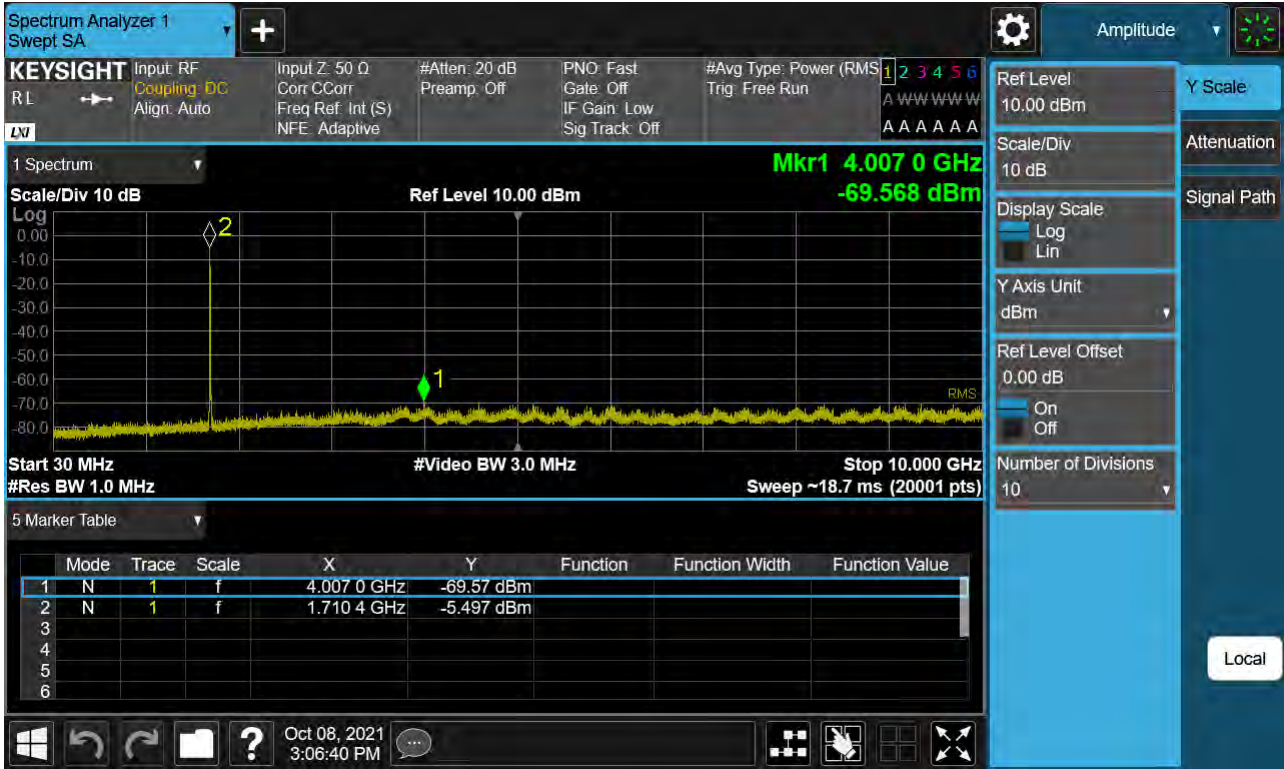 Spectrum Analyzer 1
Swept SA
Amplitude
KEYSIGHT
RL
LXI
Input: RF
Coupling: DC
Align: Auto
Input Z: 50 Ω
Corr CCorr
Freq Ref: Int (S)
NFE: Adaptive
#Atten: 20 dB
Preamp: Off
PNO: Fast
Gate: Off
IF Gain: Low
Sig Track: Off
#Avg Type: Power (RMS
Trig: Free Run
1 2 3 4 5 6
A W W W W W
A A A A A A
1 Spectrum
Scale/Div 10 dB
Ref Level 10.00 dBm
Mkr1 4.007 0 GHz
-69.568 dBm
Log
0.00
-10.0
-20.0
-30.0
-40.0
-50.0
-60.0
-70.0
-80.0
2
1
RMS
Start 30 MHz
#Video BW 3.0 MHz
Stop 10.000 GHz
#Res BW 1.0 MHz
Sweep ~18.7 ms (20001 pts)
5 Marker Table
Mode Trace Scale X Y Function Function Width Function Value
1 N 1 f 4.007 0 GHz -69.57 dBm
2 N 1 f 1.710 4 GHz -5.497 dBm
3
4
5
6
Ref Level
10.00 dBm
Scale/Div
10 dB
Display Scale
Log
Lin
Y Axis Unit
dBm
Ref Level Offset
0.00 dB
On
Off
Number of Divisions
10
Y Scale
Attenuation
Signal Path
Local
?
Oct 08, 2021
3:06:40 PM